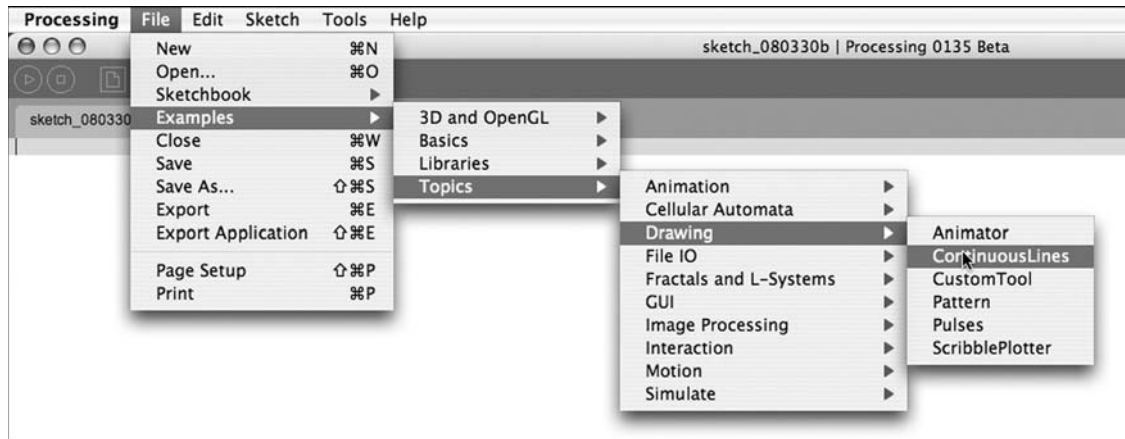 Processing File Edit Sketch Tools Help
sketch_080330b | Processing 0135 Beta
sketch_080330
New ⌘N
Open... ⌘O
Sketchbook
Examples
Close ⌘W
Save ⌘S
Save As... ⇧⌘S
Export ⌘E
Export Application ⇧⌘E
Page Setup ⇧⌘P
Print ⌘P
3D and OpenGL
Basics
Libraries
Topics
Animation
Cellular Automata
Drawing
File IO
Fractals and L-Systems
GUI
Image Processing
Interaction
Motion
Simulate
Animator
ContinuousLines
CustomTool
Pattern
Pulses
ScribblePlotter